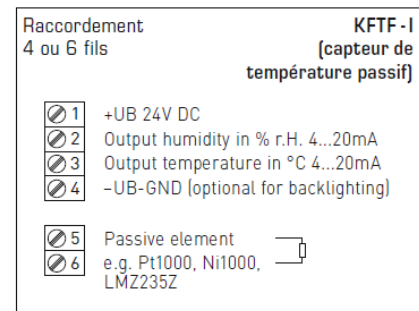 Raccordement
4 ou 6 fils
KFTF - I
(capteur de
température passif)
1 +UB 24V DC
2 Output humidity in % r.H. 4...20mA
3 Output temperature in °C 4...20mA
4 –UB-GND (optional for backlighting)
5 Passive element
6 e.g. Pt1000, Ni1000,
LMZ235Z